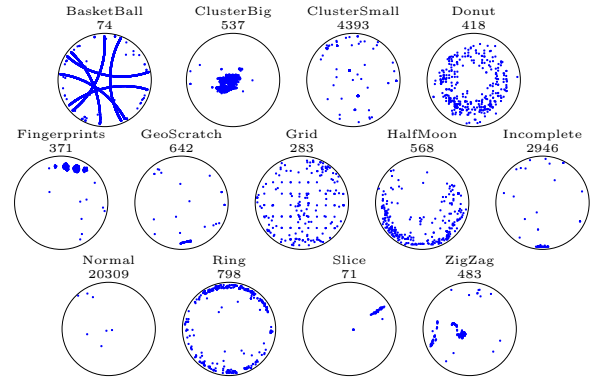 BasketBall ClusterBig ClusterSmall Donut
74 537 4393 418
Fingerprints GeoScratch Grid HalfMoon Incomplete
371 642 283 568 2946
Normal Ring Slice ZigZag
20309 798 71 483